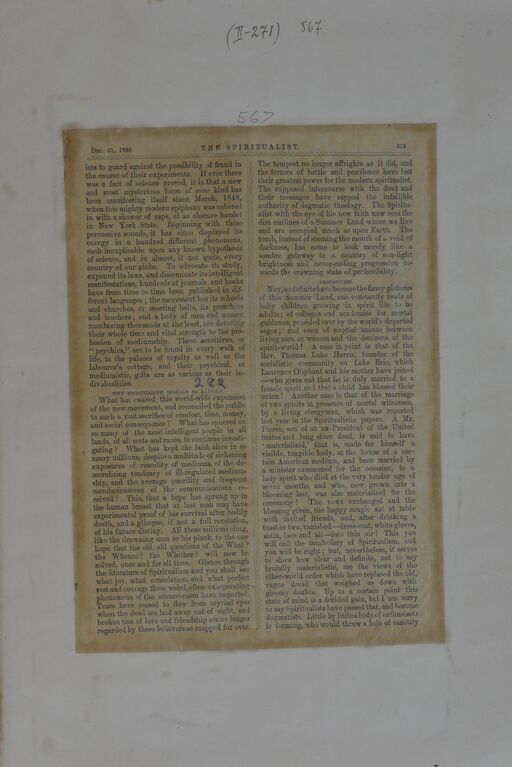 (II-271) 567
567
DEC. 31, 1880 THE SPIRITUALIST. 315
ists to guard against the possibility of fraud in
the course of their experiments. If ever there
was a fact of science proved, it is that a new
and most mysterious force of some kind has
been manifesting itself since March, 1848,
when this mighty modern epiphany was ushered
in with a shower of raps, at an obscure hamlet
in New York State. Beginning with these
percussive sounds, it has since displayed its
energy in a hundred different phenomena,
each inexplicable upon any known hypothesis
of science, and in almost, if not quite, every
country of our globe. To advocate its study,
expound its laws, and disseminate its intelligent
manifestations, hundreds of journals and books
have from time to time been published in dif-
ferent languages; the movement has its schools
and churches, or meeting halls, its preachers
and teachers; and a body of men and women
numbering thousands at the least, are devoting
their whole time and vital strength to the pro-
fession of mediumship. These sensitives, or
"psychics," are to be found in every walk of
life, in the palaces of royalty as well as the
labourer's cottage, and their psychical, or
mediumistic, gifts are as various as their in-
dividualities.
WHY SPIRITUALISM SPREADS SO RAPIDLY.
What has caused this world-wide expansion
of the new movement, and reconciled the public
to such a vast sacrifice of comfort, time, money,
and social consequence? What has spurred on
so many of the most intelligent people in all
lands, of all sects and races, to continue investi-
gating? What has kept the faith alive in so
many millions, despite a multitude of sickening
exposures of rascality of mediums, of the de-
moralizing tendency of ill-regulated medium-
ship, and the average puerility and frequent
mendaciousness of the communications re-
ceived? This, that a hope has sprung up in
the human breast that at last man may have
experimental proof of his survival after bodily
death, and a glimpse, if not a full revelation,
of his future destiny. All these millions cling,
like the drowning man to his plank, to the one
hope that the old, old questions of the What?
the Whence? the Whither? will now be
solved, once and for all time. Glance through
the literature of Spiritualism and you shall see
what joy, what consolation, and what perfect
rest and courage these weird, often-exasperating
phenomena of the séance-room have imparted.
Tears have ceased to flow from myriad eyes
when the dead are laid away out of sight, and
broken ties of love and friendship are no longer
regarded by these believers as snapped for ever.
The tempest no longer affrights as it did, and
the terrors of battle and pestilence have lost
their greatest power for the modern spiritualist.
The supposed intercourse with the dead and
their messages have sapped the infallible
authority of dogmatic theology. The Spiritu-
alist with the eye of his new faith now sees the
dim outlines of a Summer Land where we live
and are occupied much as upon Earth. The
tomb, instead of seeming the mouth of a void of
darkness, has come to look merely like a
sombre gateway to a country of sun-light
brightness and never-ending progression to-
wards the crowning state of perfectibility.
Nay, so definite have become the fancy pictures
of this Summer Land, one constantly reads of
baby children growing in spirit life to be
adults; of colleges and academies for mortal
guidance, presided over by the world's departed
sages; and even of nuptial unions between
living men or women and the denizens of the
spirit-world! A case in point is that of the
Rev. Thomas Lake Harris, founder of the
socialistic community on Lake Erie, which
Laurence Oliphant and his mother have joined
—who gives out that he is duly married to a
female spirit and that a child has blessed their
union! Another case is that of the marriage
of two spirits in presence of mortal witnesses,
by a living clergyman, which was reported
last year in the Spiritualistic papers. A Mr.
Pierce, son of an ex-President of the United
States and long since dead, is said to have
'materialised,' that is, made for himself a
visible, tangible body, at the house of a cer-
tain American medium, and been married by
a minister summoned for the occasion, to a
lady spirit who died at the very tender age of
seven months, and who, now grown into a
blooming lass, was also materialised for the
ceremony! The vows exchanged and the
blessing given, the happy couple sat at table
with invited friends, and, after drinking a
toast or two, vanished—dress-coat, white gloves,
satin, lace and all—into thin air! This you
will call the tomfoolery of Spiritualism, and
you will be right; but, nevertheless, it serves
to show how clear and definite, not to say
brutally materialistic, are the views of the
other-world order which have replaced the old,
vague dread that weighed us down with
gloomy doubts. Up to a certain point this
state of mind is a decided gain, but I am sorry
to say Spiritualists have passed that, and become
dogmatists. Little by little a body of enthusiasts
is forming, who would throw a halo of sanctity